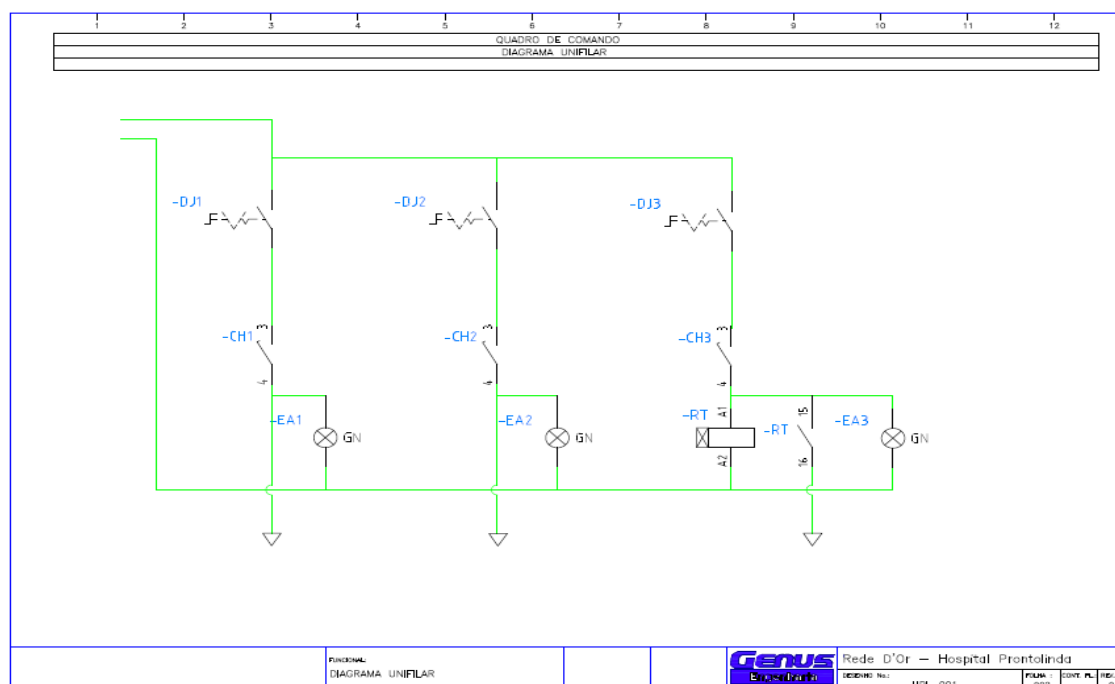 1 2 3 4 5 6 7 8 9 10 11 12
QUADRO DE COMANDO
DIAGRAMA UNIFILAR
-DJ1 -DJ2 -DJ3
3 3 3
-CH1 -CH2 -CH3
4 4 4
-EA1 GN -EA2 GN -RT A1 A2 -RT 15 16 -EA3 GN
FUNCIONAL:
DIAGRAMA UNIFILAR
GENUS
Engenharia
Rede D'Or – Hospital Prontolinda
DESENHO No.: FOLHA : CONT. FL.: REV.